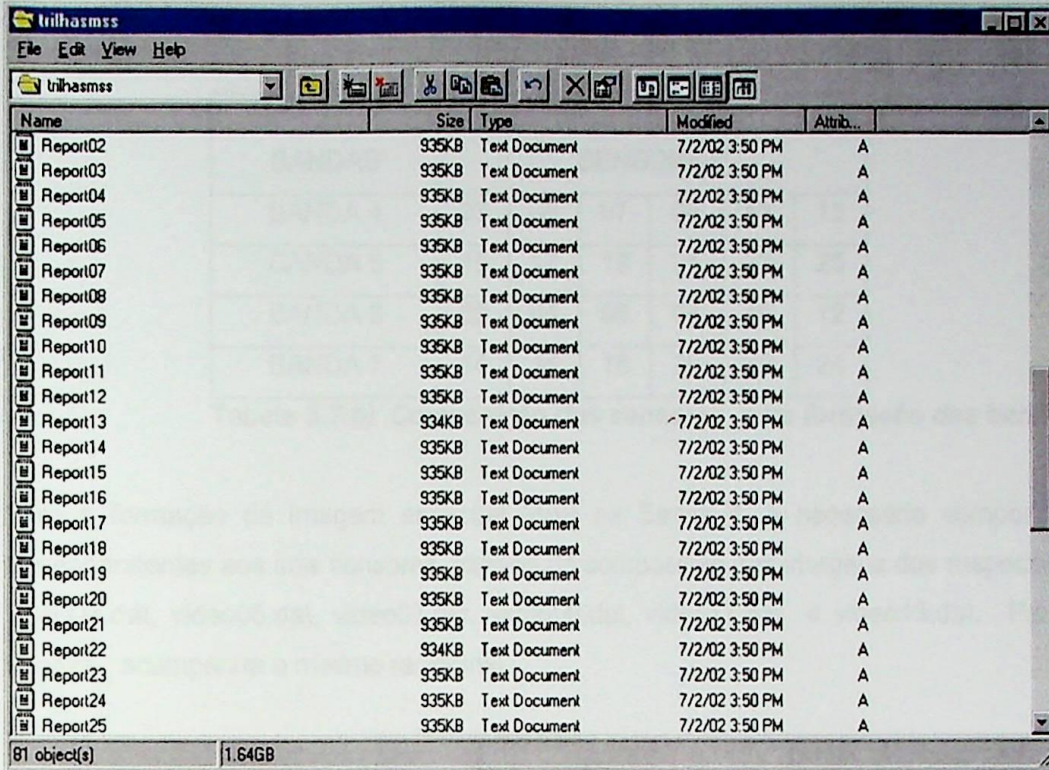 trilhasmss
File Edit View Help
trilhasmss
Name Size Type Modified Attrib...
Report02 935KB Text Document 7/2/02 3:50 PM A
Report03 935KB Text Document 7/2/02 3:50 PM A
Report04 935KB Text Document 7/2/02 3:50 PM A
Report05 935KB Text Document 7/2/02 3:50 PM A
Report06 935KB Text Document 7/2/02 3:50 PM A
Report07 935KB Text Document 7/2/02 3:50 PM A
Report08 935KB Text Document 7/2/02 3:50 PM A
Report09 935KB Text Document 7/2/02 3:50 PM A
Report10 935KB Text Document 7/2/02 3:50 PM A
Report11 935KB Text Document 7/2/02 3:50 PM A
Report12 935KB Text Document 7/2/02 3:50 PM A
Report13 934KB Text Document 7/2/02 3:50 PM A
Report14 935KB Text Document 7/2/02 3:50 PM A
Report15 935KB Text Document 7/2/02 3:50 PM A
Report16 935KB Text Document 7/2/02 3:50 PM A
Report17 935KB Text Document 7/2/02 3:50 PM A
Report18 935KB Text Document 7/2/02 3:50 PM A
Report19 935KB Text Document 7/2/02 3:50 PM A
Report20 935KB Text Document 7/2/02 3:50 PM A
Report21 935KB Text Document 7/2/02 3:50 PM A
Report22 934KB Text Document 7/2/02 3:50 PM A
Report23 935KB Text Document 7/2/02 3:50 PM A
Report24 935KB Text Document 7/2/02 3:50 PM A
Report25 935KB Text Document 7/2/02 3:50 PM A
81 object(s) 1.64GB